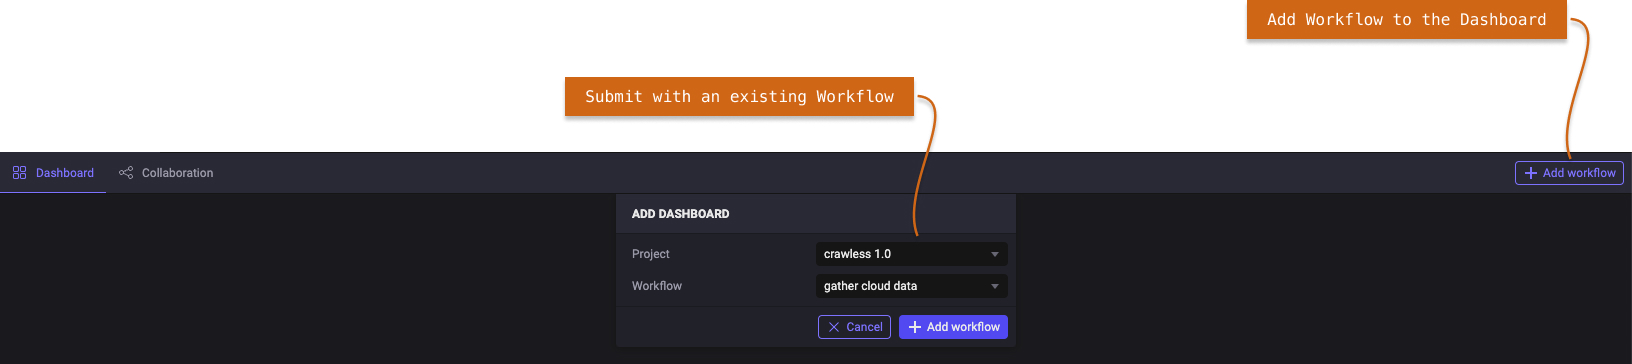 Add Workflow to the Dashboard
Submit with an existing Workflow
Dashboard
Collaboration
Add workflow
ADD DASHBOARD
Project
crawless 1.0
Workflow
gather cloud data
Cancel
Add workflow